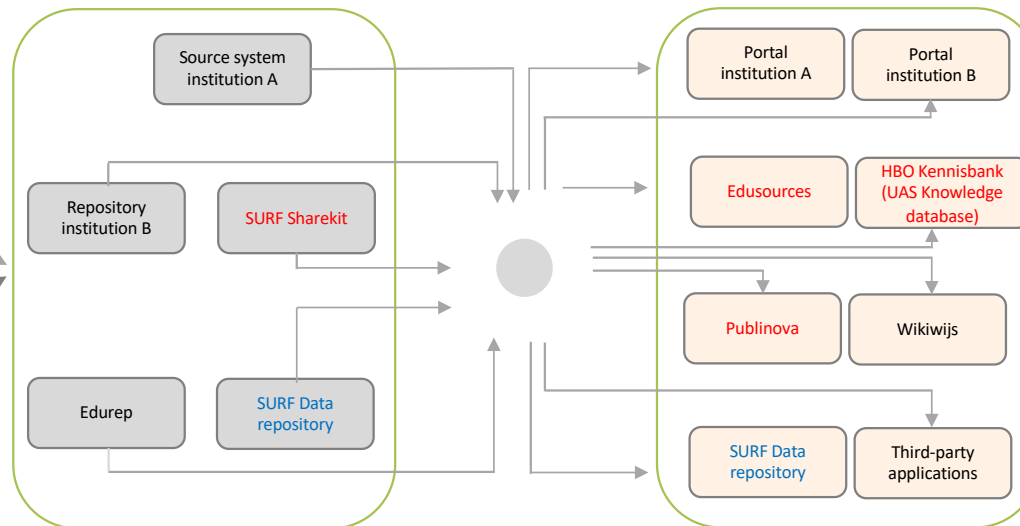 Source system
institution A
Repository
institution B
SURF Sharekit
Edurep
SURF Data
repository
Portal
institution A
Portal
institution B
Edusources
HBO Kennisbank
(UAS Knowledge
database)
Publinova
Wikiwijs
SURF Data
repository
Third-party
applications